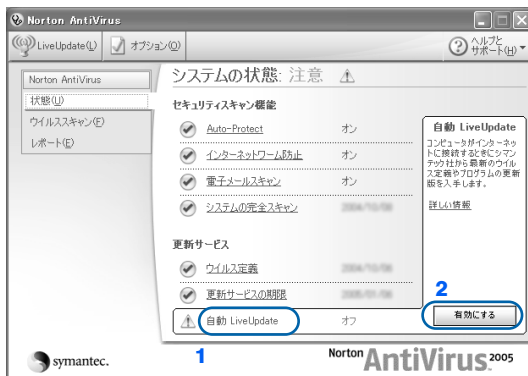 Norton AntiVirus
LiveUpdate(L) オプション(O) ヘルプと
サポート(H)
Norton AntiVirus
状態(U)
ウイルススキャン(F)
レポート(E)
システムの状態: 注意
セキュリティスキャン機能
Auto-Protect オン
インターネットワーム防止 オン
電子メールスキャン オン
システムの完全スキャン
更新サービス
ウイルス定義
更新サービスの期限
自動 LiveUpdate オフ
自動 LiveUpdate
コンピュータがインターネッ
トに接続するときにシマン
テック社から最新のウイル
ス定義やプログラムの更新
版を入手します。
詳しい情報
2
有効にする
1
symantec.
Norton AntiVirus 2005